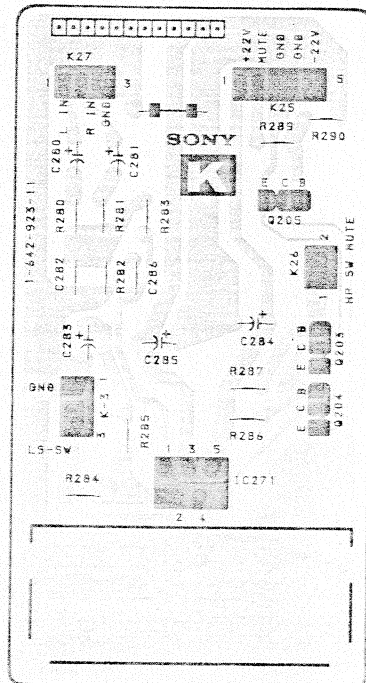 K27
1
3
L IN
R IN
GND
+22V
MUTE
GND
GND
-22V
1
5
K25
SONY
K
R289
R290
C280
C281
E C B
Q205
1-642-923-11
R280
R281
R283
C282
R282
C286
K26
2
1
HP SW MUTE
C283
C285
C284
E C B
Q203
R287
GND
K-31
3
LS-SW
R285
R286
E C B
Q204
1 3 5
IC271
2 4
R284